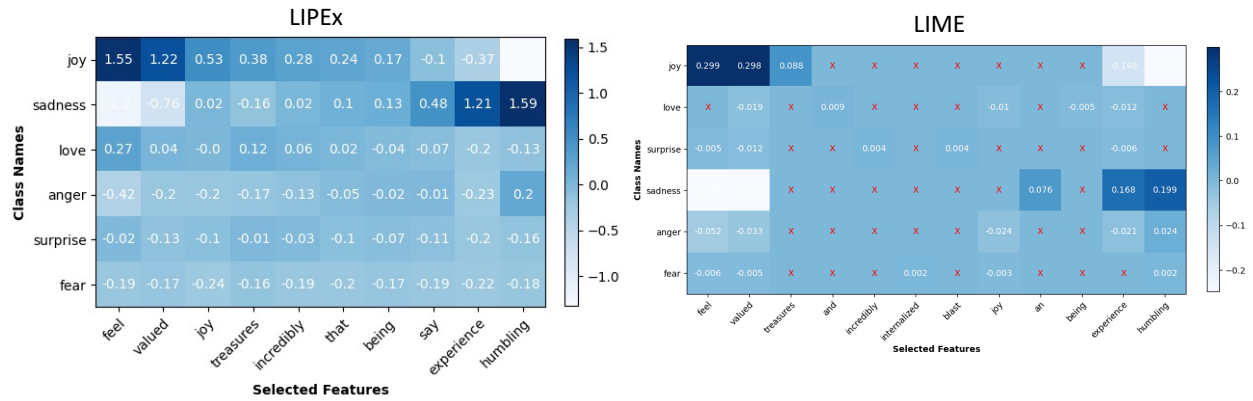 LIPEx
joy 1.55 1.22 0.53 0.38 0.28 0.24 0.17 -0.1 -0.37
sadness -0.76 0.02 -0.16 0.02 0.1 0.13 0.48 1.21 1.59
love 0.27 0.04 -0.0 0.12 0.06 0.02 -0.04 -0.07 -0.2 -0.13
anger -0.42 -0.2 -0.2 -0.17 -0.13 -0.05 -0.02 -0.01 -0.23 0.2
surprise -0.02 -0.13 -0.1 -0.01 -0.03 -0.1 -0.07 -0.11 -0.2 -0.16
fear -0.19 -0.17 -0.24 -0.16 -0.19 -0.2 -0.17 -0.19 -0.22 -0.18
feel valued joy treasures incredibly that being say experience humbling
Class Names
Selected Features
1.5
1.0
0.5
0.0
−0.5
−1.0
LIME
joy 0.299 0.298 0.088 X X X X X X X -0.148
love X -0.019 X 0.009 X X X -0.01 X -0.005 -0.012 X
surprise -0.005 -0.012 X X 0.004 X 0.004 X X X -0.006 X
sadness X X X X X X 0.076 X 0.168 0.199
anger -0.052 -0.033 X X X X X -0.024 X X -0.021 0.024
fear -0.006 -0.005 X X X 0.002 X -0.003 X X X 0.002
feel valued treasures and incredibly internalized blast joy an being experience humbling
Class Names
Selected Features
0.2
0.1
0.0
−0.1
−0.2